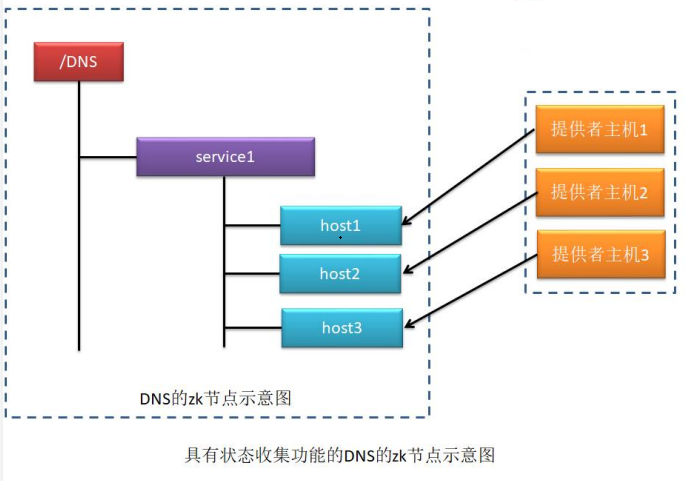 /DNS
service1
host1
host2
host3
提供者主机1
提供者主机2
提供者主机3
DNS的zk节点示意图
具有状态收集功能的DNS的zk节点示意图